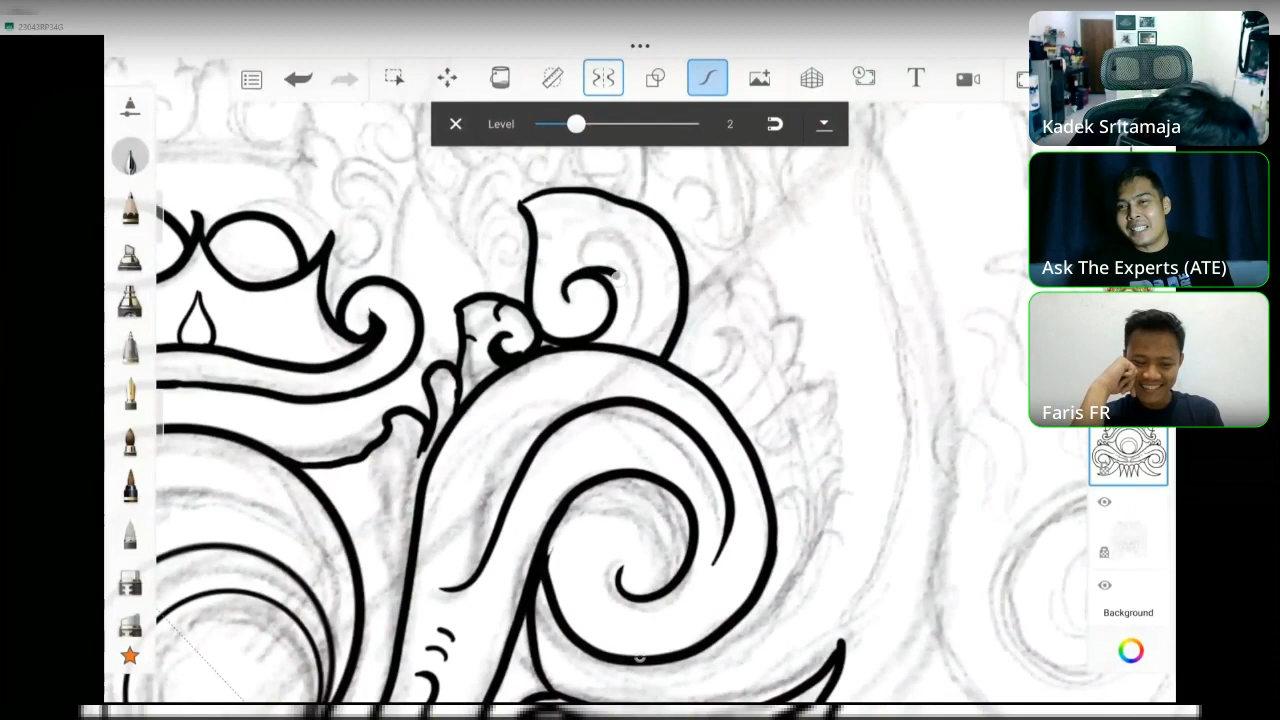 23043RP34G
Level
2
Kadek Sritamaja
Ask The Experts (ATE)
Faris FR
Background